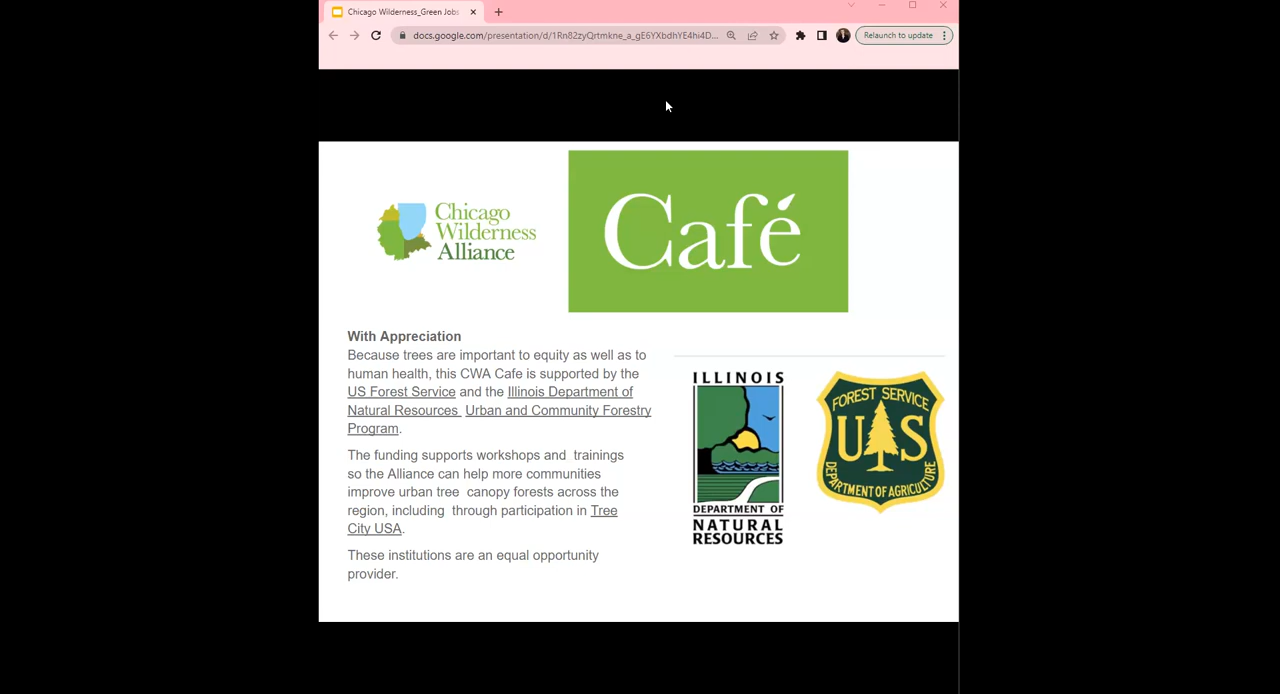 Chicago Wilderness_Green Jobs
docs.google.com/presentation/d/1Rn82zyQrtmkne_a_gE6YXbdhYE4hi4D...
Relaunch to update
Chicago
Wilderness
Alliance
Café
With Appreciation
Because trees are important to equity as well as to
human health, this CWA Cafe is supported by the
US Forest Service and the Illinois Department of
Natural Resources Urban and Community Forestry
Program.
The funding supports workshops and trainings
so the Alliance can help more communities
improve urban tree canopy forests across the
region, including through participation in Tree
City USA.
These institutions are an equal opportunity
provider.
ILLINOIS
DEPARTMENT OF
NATURAL
RESOURCES
FOREST SERVICE
U S
DEPARTMENT OF AGRICULTURE